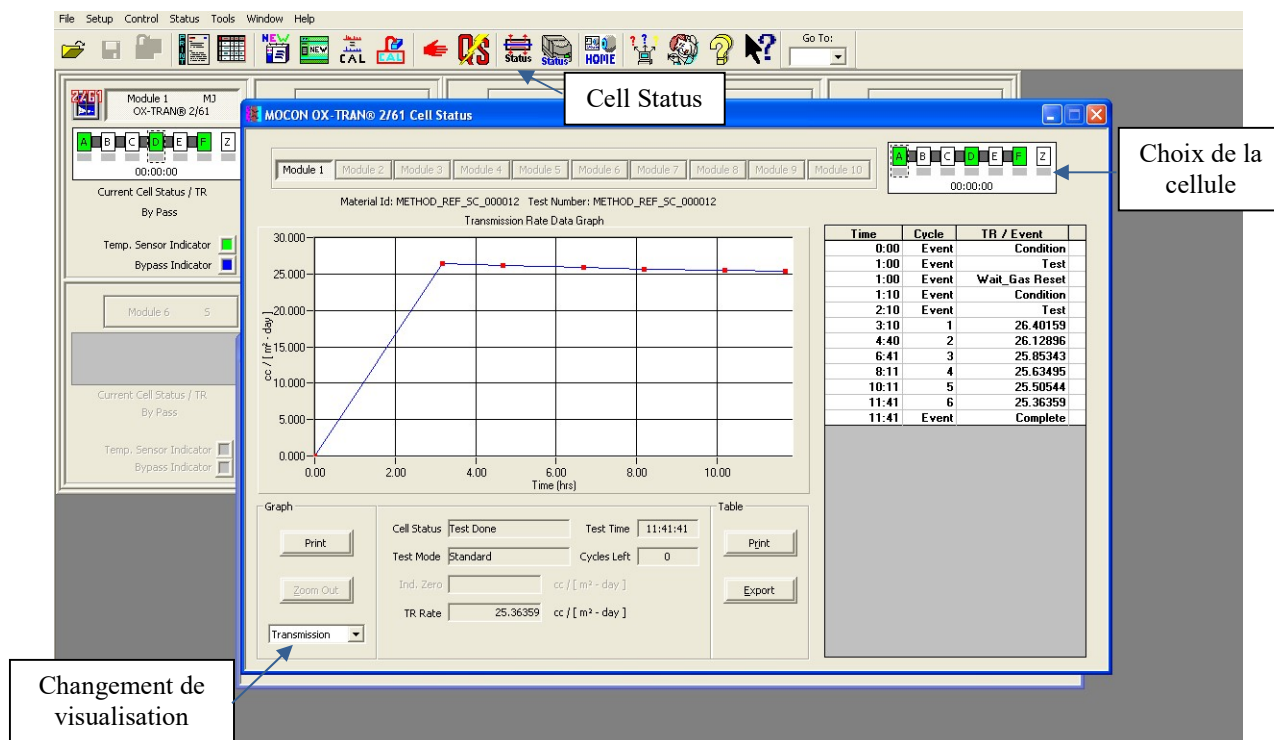 File Setup Control Status Tools Window Help
NEW NEW CAL CAL Q/S Status Status HOME Go To:
Cell Status
2/61 Module 1 MJ
OX-TRAN® 2/61
A B C D E F Z
00:00:00
Current Cell Status / TR
By Pass
Temp. Sensor Indicator
Bypass Indicator
Module 6 S
Current Cell Status / TR
By Pass
Temp. Sensor Indicator
Bypass Indicator
MOCON OX-TRAN® 2/61 Cell Status
Module 1 Module 2 Module 3 Module 4 Module 5 Module 6 Module 7 Module 8 Module 9 Module 10
A B C D E F Z
00:00:00
Choix de la
cellule
Material Id: METHOD_REF_SC_000012 Test Number: METHOD_REF_SC_000012
Transmission Rate Data Graph
30.000
25.000
20.000
15.000
10.000
5.000
0.000
cc / [ m² - day ]
0.00 2.00 4.00 6.00 8.00 10.00
Time (hrs)
Time Cycle TR / Event
0:00 Event Condition
1:00 Event Test
1:00 Event Wait_Gas Reset
1:10 Event Condition
2:10 Event Test
3:10 1 26.40159
4:40 2 26.12896
6:41 3 25.85343
8:11 4 25.63495
10:11 5 25.50544
11:41 6 25.36359
11:41 Event Complete
Graph
Print
Zoom Out
Transmission
Cell Status Test Done Test Time 11:41:41
Test Mode Standard Cycles Left 0
Ind. Zero cc / [ m² - day ]
TR Rate 25.36359 cc / [ m² - day ]
Table
Print
Export
Changement de
visualisation